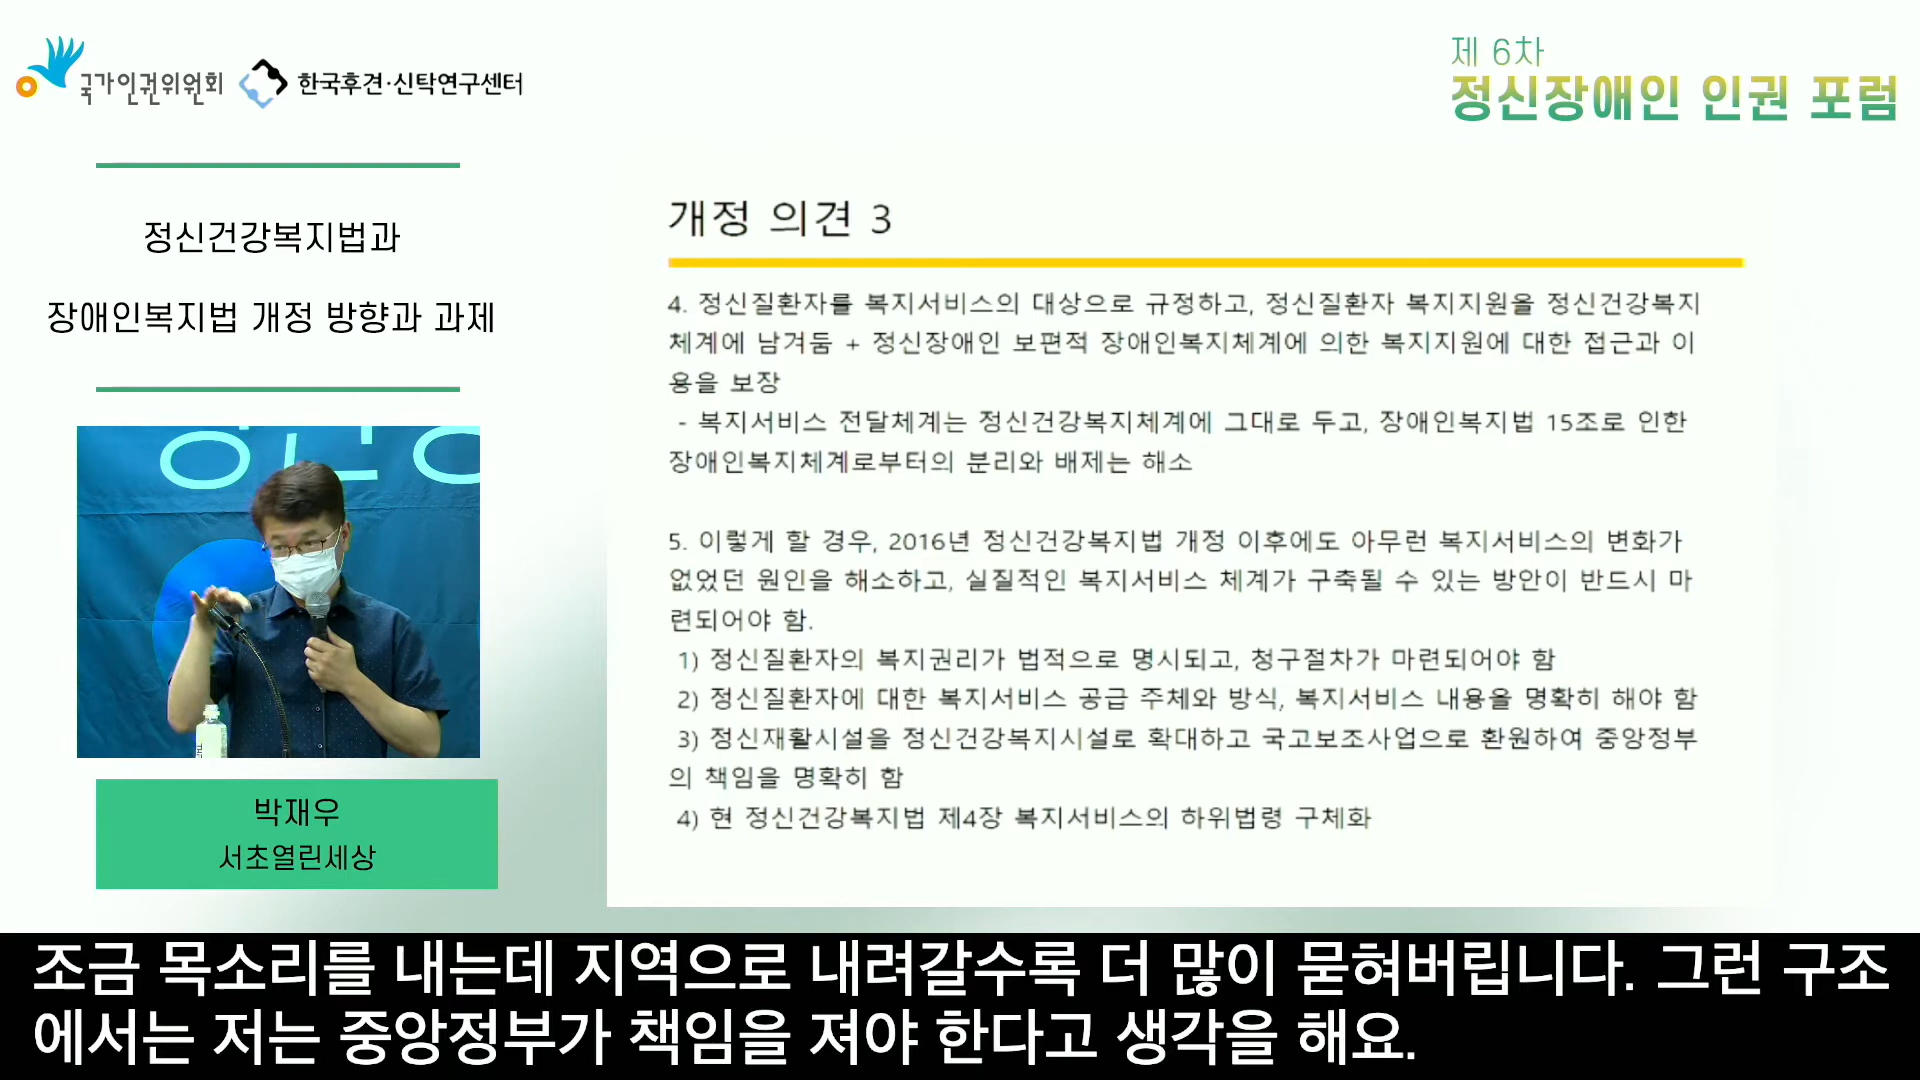 국가인권위원회
한국후견·신탁연구센터
제 6차
정신장애인 인권 포럼
정신건강복지법과
장애인복지법 개정 방향과 과제
박재우
서초열린세상
개정 의견 3
4. 정신질환자를 복지서비스의 대상으로 규정하고, 정신질환자 복지지원을 정신건강복지
체계에 남겨둠 + 정신장애인 보편적 장애인복지체계에 의한 복지지원에 대한 접근과 이
용을 보장
- 복지서비스 전달체계는 정신건강복지체계에 그대로 두고, 장애인복지법 15조로 인한
장애인복지체계로부터의 분리와 배제는 해소
5. 이렇게 할 경우, 2016년 정신건강복지법 개정 이후에도 아무런 복지서비스의 변화가
없었던 원인을 해소하고, 실질적인 복지서비스 체계가 구축될 수 있는 방안이 반드시 마
련되어야 함.
1) 정신질환자의 복지권리가 법적으로 명시되고, 청구절차가 마련되어야 함
2) 정신질환자에 대한 복지서비스 공급 주체와 방식, 복지서비스 내용을 명확히 해야 함
3) 정신재활시설을 정신건강복지시설로 확대하고 국고보조사업으로 환원하여 중앙정부
의 책임을 명확히 함
4) 현 정신건강복지법 제4장 복지서비스의 하위법령 구체화
조금 목소리를 내는데 지역으로 내려갈수록 더 많이 묻혀버립니다. 그런 구조
에서는 저는 중앙정부가 책임을 져야 한다고 생각을 해요.